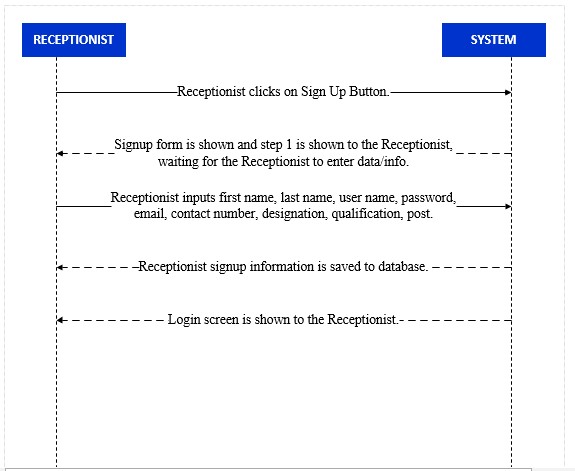 RECEPTIONIST
SYSTEM
Receptionist clicks on Sign Up Button.
Signup form is shown and step 1 is shown to the Receptionist,
waiting for the Receptionist to enter data/info.
Receptionist inputs first name, last name, user name, password,
email, contact number, designation, qualification, post.
Receptionist signup information is saved to database.
Login screen is shown to the Receptionist.